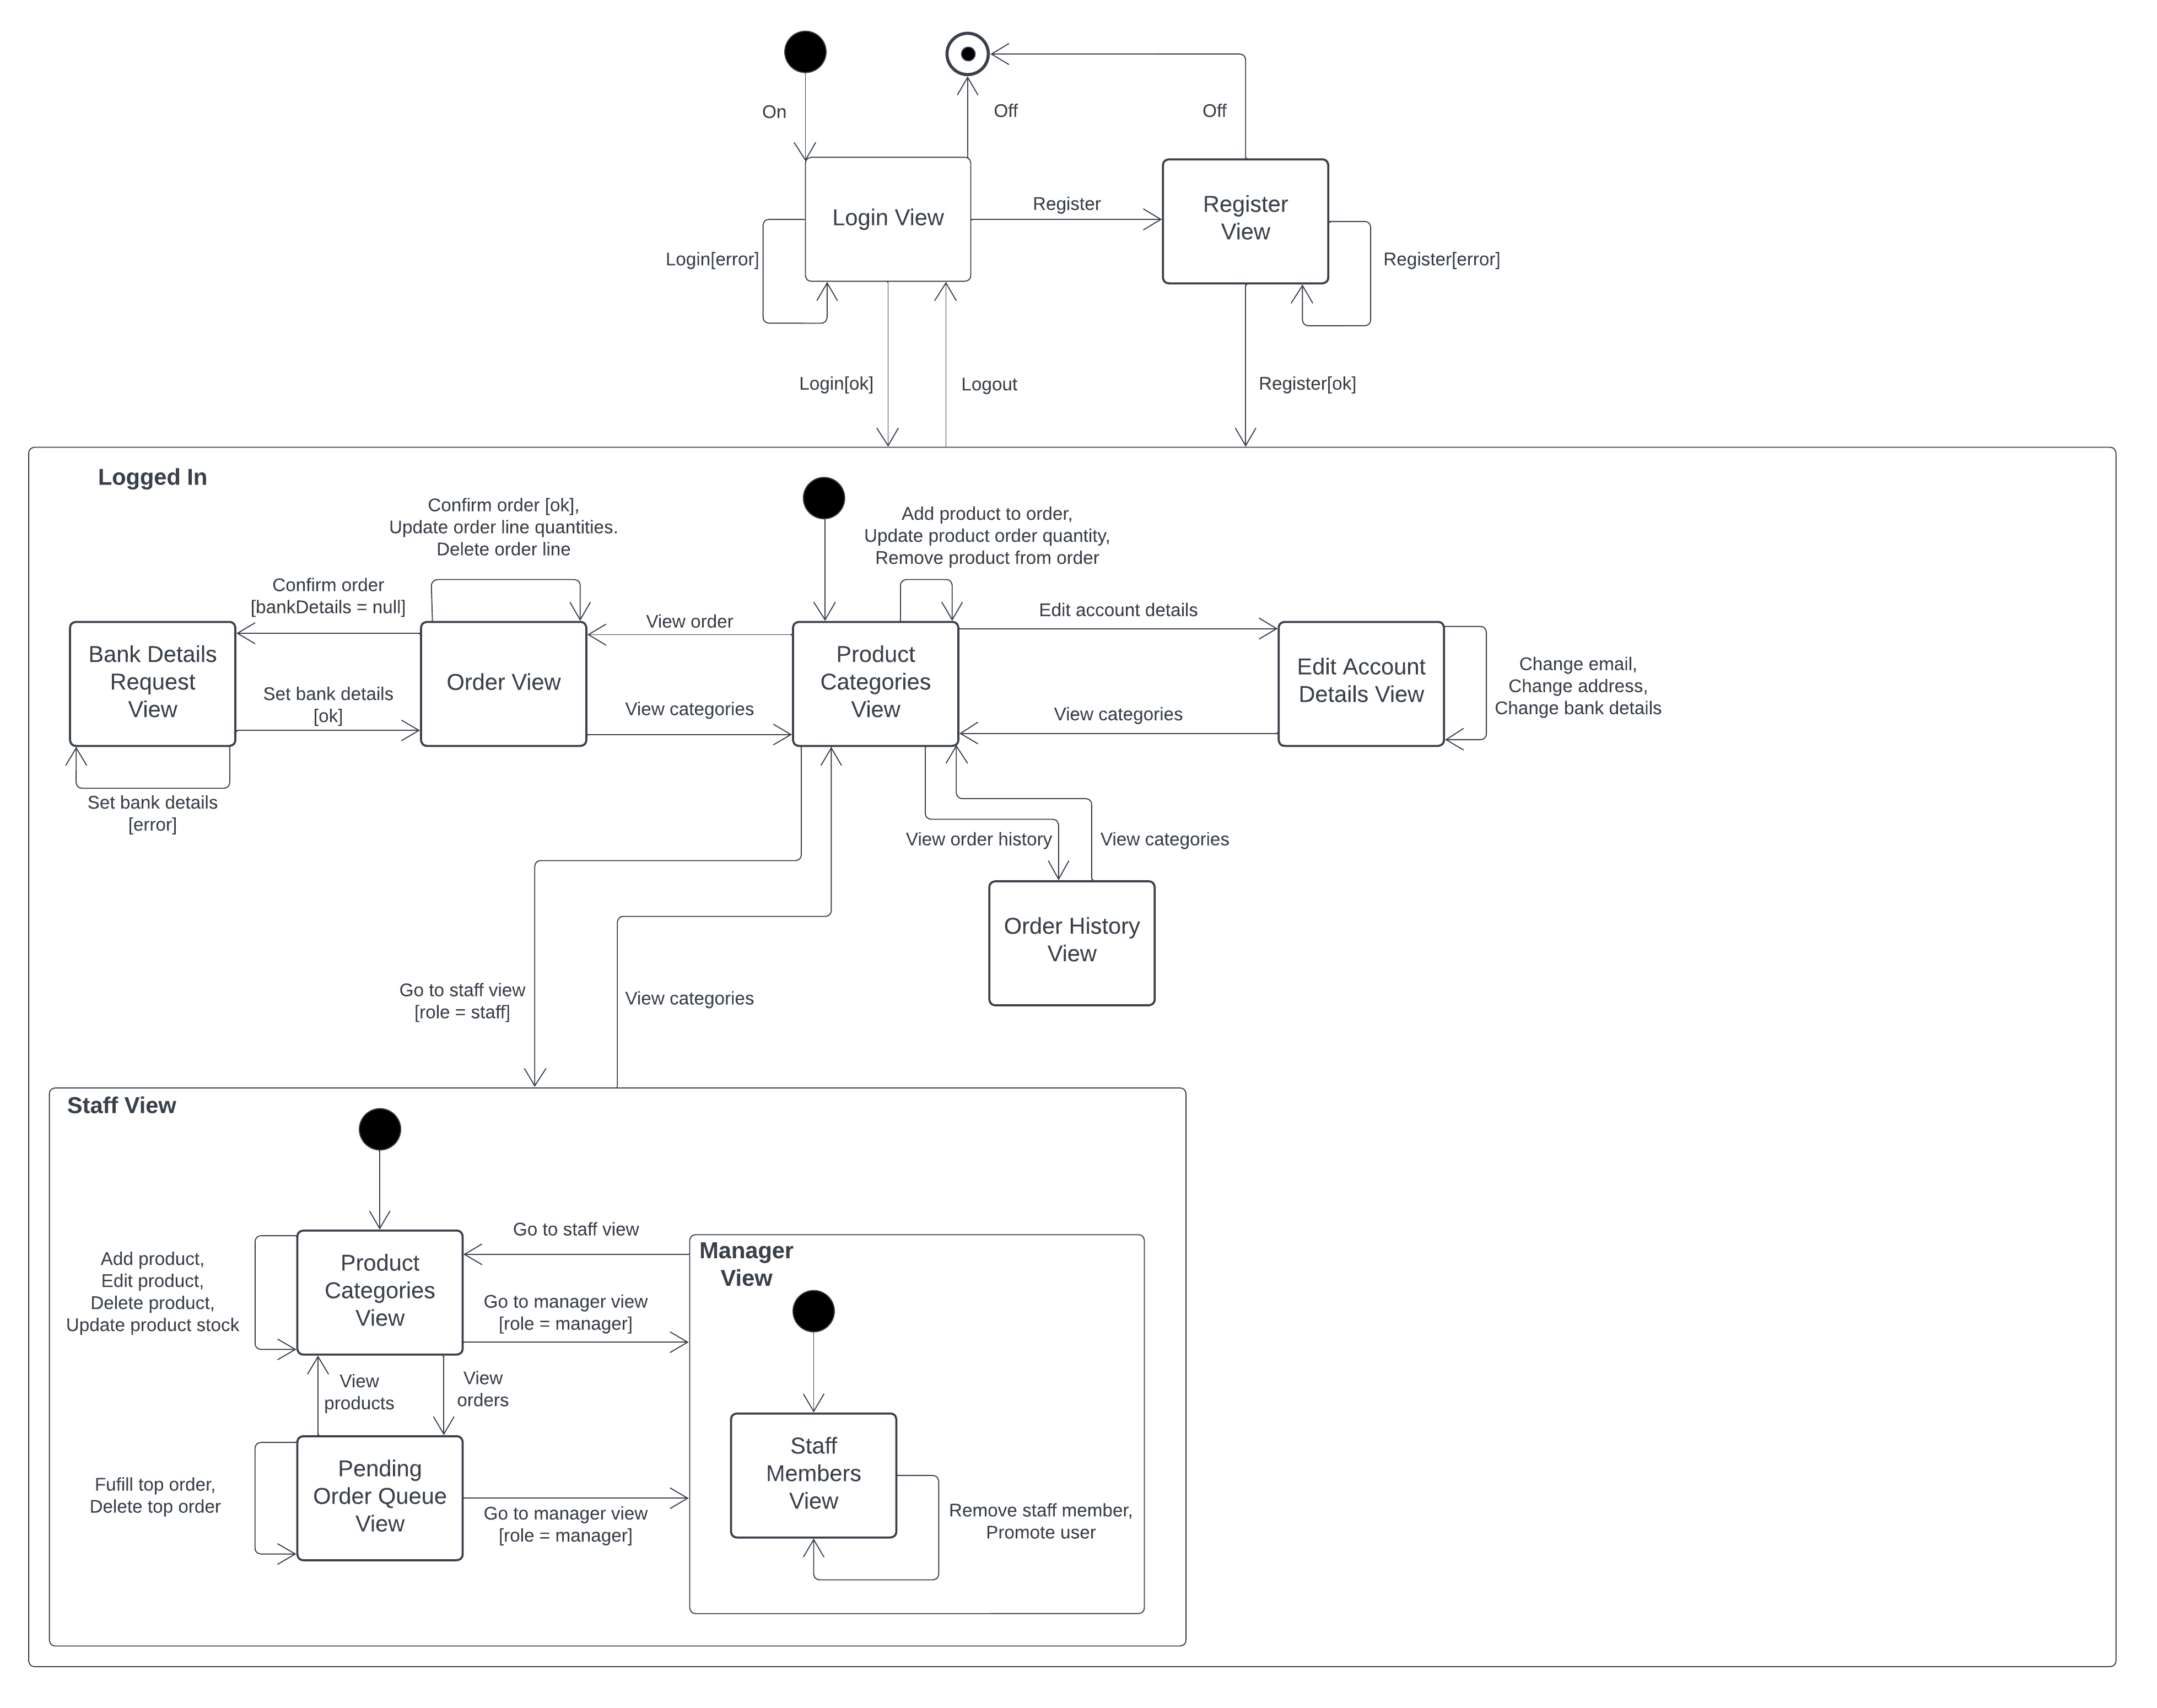 On
Off
Off
Login View
Register
Register
View
Login[error]
Register[error]
Login[ok]
Logout
Register[ok]
Logged In
Confirm order [ok],
Update order line quantities.
Delete order line
Add product to order,
Update product order quantity,
Remove product from order
Confirm order
[bankDetails = null]
View order
Edit account details
Bank Details
Request
View
Set bank details
[ok]
Order View
View categories
Product
Categories
View
View categories
Edit Account
Details View
Change email,
Change address,
Change bank details
Set bank details
[error]
View order history
View categories
Order History
View
Go to staff view
[role = staff]
View categories
Staff View
Go to staff view
Manager
View
Add product,
Edit product,
Delete product,
Update product stock
Product
Categories
View
Go to manager view
[role = manager]
View
products
View
orders
Staff
Members
View
Fufill top order,
Delete top order
Pending
Order Queue
View
Go to manager view
[role = manager]
Remove staff member,
Promote user